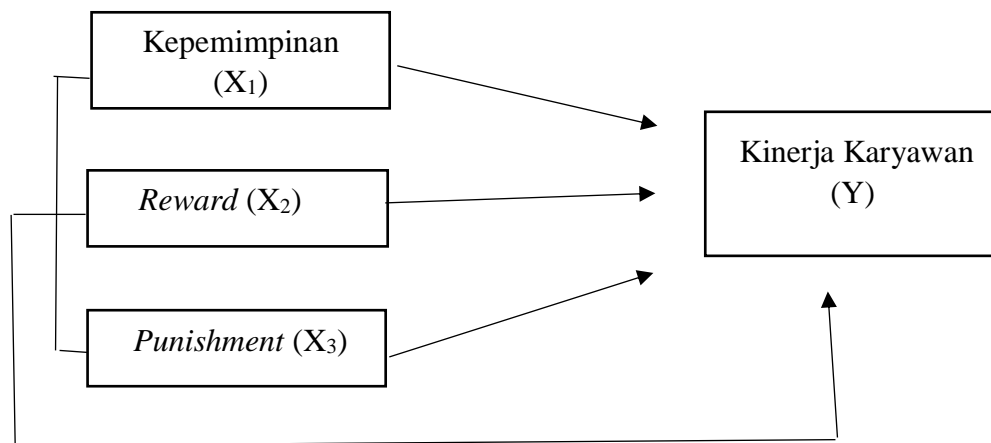 Kepemimpinan
(X₁)
Reward (X₂)
Punishment (X₃)
Kinerja Karyawan
(Y)